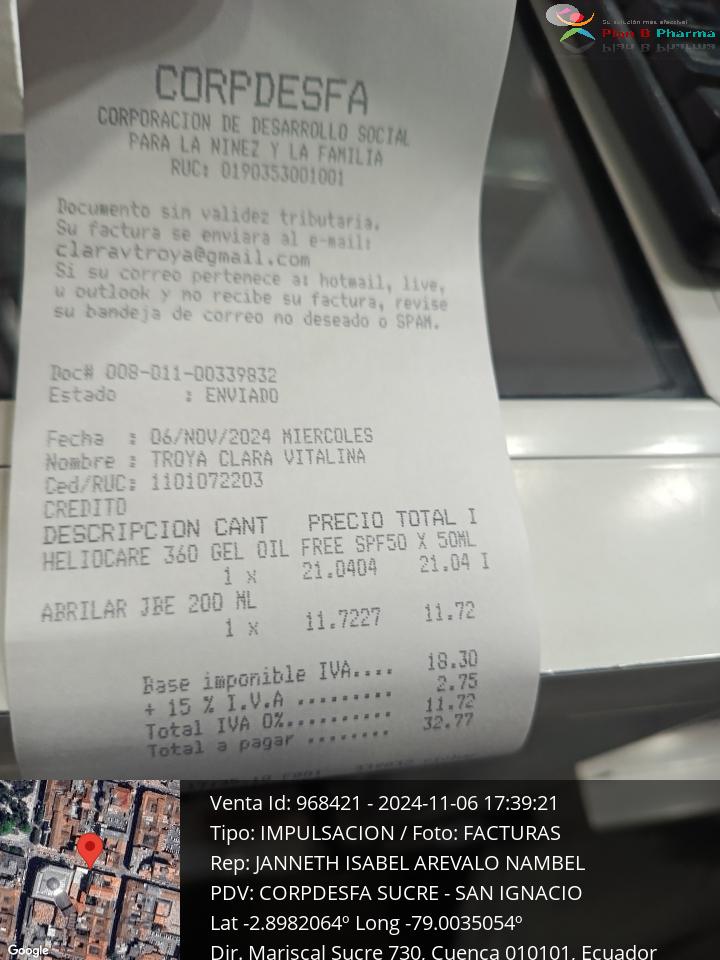 Su solución más efectiva!
Plan B Pharma
CORPDESFA
CORPORACION DE DESARROLLO SOCIAL
PARA LA NINEZ Y LA FAMILIA
RUC: 0190353001001
Documento sin validez tributaria.
Su factura se enviara al e-mail:
claravtroya@gmail.com
Si su correo pertenece a: hotmail, live,
u outlook y no recibe su factura, revise
su bandeja de correo no deseado o SPAM.
Doc# 008-011-00339832
Estado : ENVIADO
Fecha : 06/NOV/2024 MIERCOLES
Nombre : TROYA CLARA VITALINA
Ced/RUC: 1101072203
CREDITO
DESCRIPCION CANT PRECIO TOTAL I
HELIOCARE 360 GEL OIL FREE SPF50 X 50ML
1 x 21.0404 21.04 I
ABRILAR JBE 200 ML
1 x 11.7227 11.72
Base imponible IVA.... 18.30
+ 15 % I.V.A ......... 2.75
Total IVA 0%.......... 11.72
Total a pagar ........ 32.77
Venta Id: 968421 - 2024-11-06 17:39:21
Tipo: IMPULSACION / Foto: FACTURAS
Rep: JANNETH ISABEL AREVALO NAMBEL
PDV: CORPDESFA SUCRE - SAN IGNACIO
Lat -2.8982064º Long -79.0035054º
Dir. Mariscal Sucre 730, Cuenca 010101, Ecuador
Google